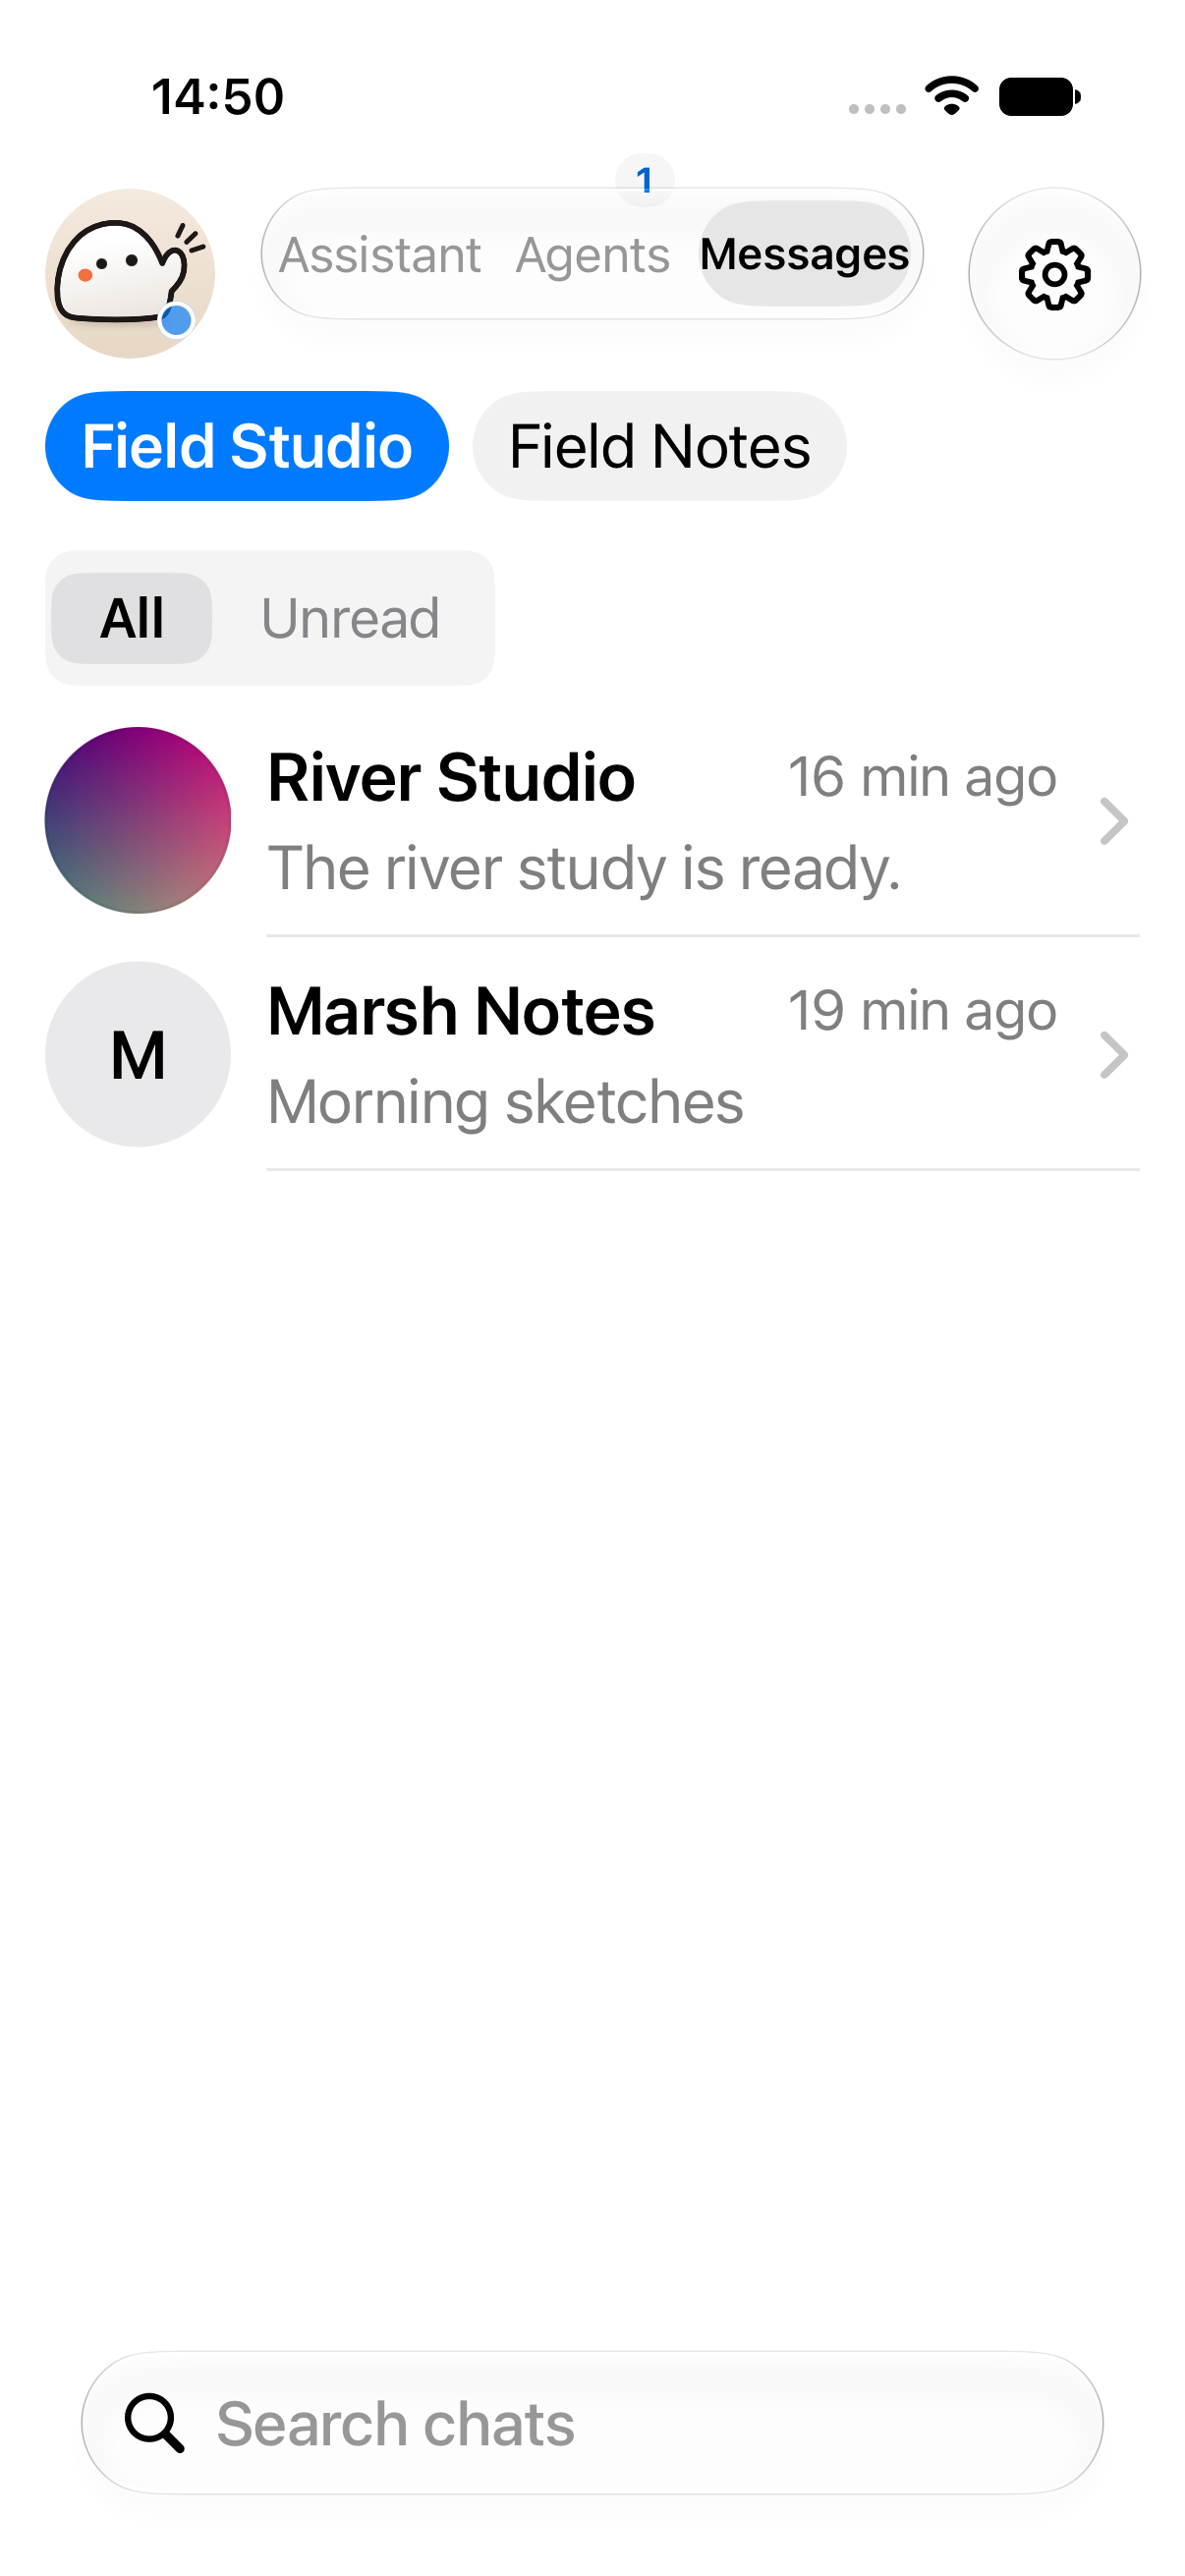 14:50
1
Assistant Agents Messages
Field Studio Field Notes
All Unread
River Studio 16 min ago
The river study is ready.
M
Marsh Notes 19 min ago
Morning sketches
Search chats